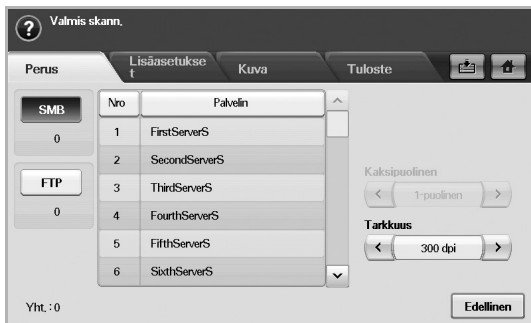 Valmis skann.
Perus
Lisäasetukse
t
Kuva
Tuloste
SMB
0
FTP
0
Nro Palvelin
1 FirstServerS
2 SecondServerS
3 ThirdServerS
4 FourthServerS
5 FifthServerS
6 SixthServerS
Kaksipuolinen
1-puolinen
Tarkkuus
300 dpi
Yht. : 0
Edellinen